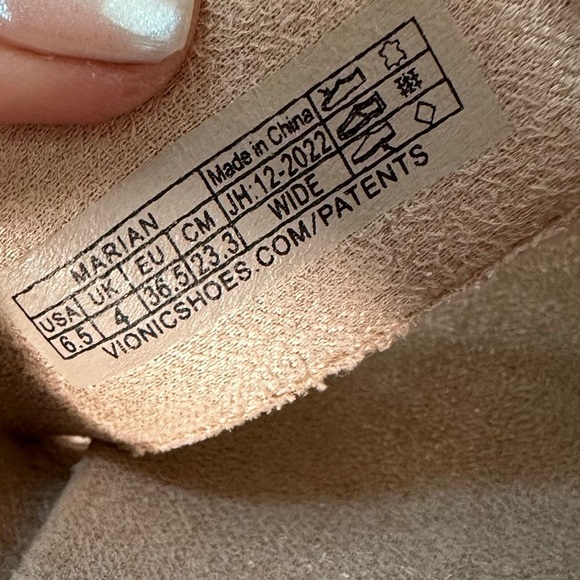 MARIAN Made in China
USA UK EU CM JH:12-2022
6.5 4 36.5 23.3 WIDE
VIONICSHOES.COM/PATENTS